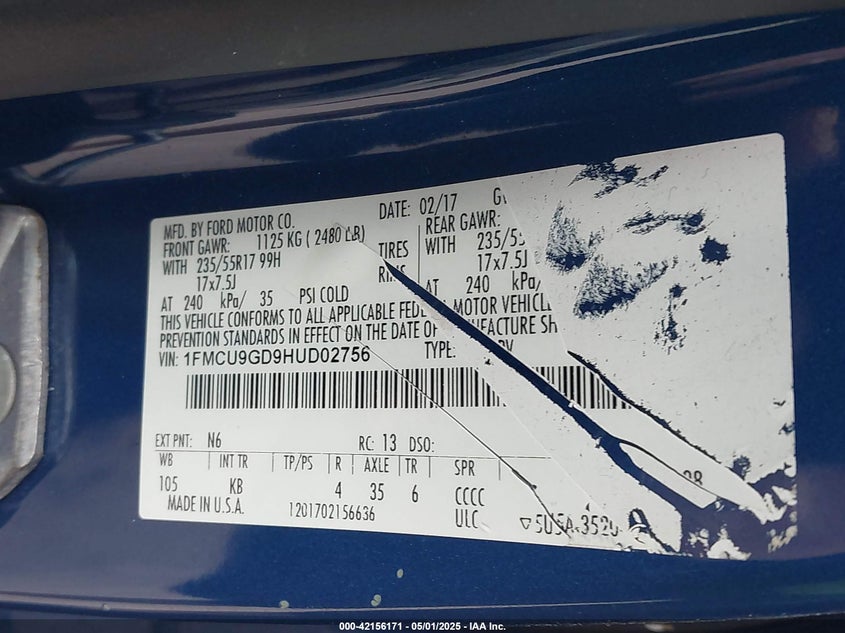 MFD. BY FORD MOTOR CO. DATE: 02/17
FRONT GAWR: 1125 KG ( 2480 LB) REAR GAWR:
WITH 235/55R17 99H TIRES WITH 235/55
17x7.5J RIMS 17x7.5J
AT 240 kPa/ 35 PSI COLD AT 240 kPa/
THIS VEHICLE CONFORMS TO ALL APPLICABLE MOTOR VEHICLE
PREVENTION STANDARDS IN EFFECT ON THE DATE OF
VIN: 1FMCU9GD9HUD02756 TYPE:
EXT PNT: N6 RC: 13 DSO:
WB INT TR TP/PS R AXLE TR SPR
105 KB 4 35 6 CCCC
MADE IN U.S.A. 1201702156636 ULC
000-42156171 - 05/01/2025 - IAA Inc.